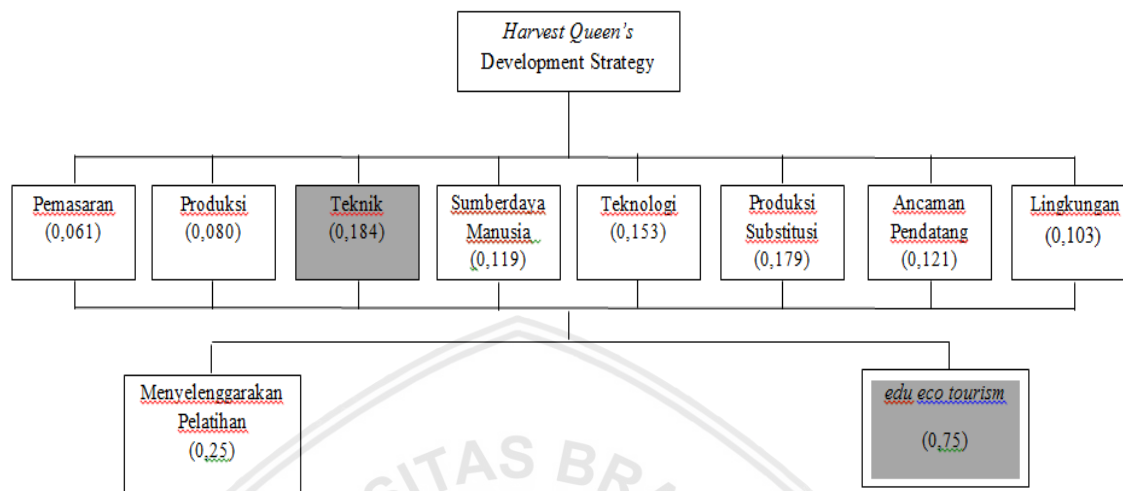 Harvest Queen's
Development Strategy
Pemasaran
(0,061)
Produksi
(0,080)
Teknik
(0,184)
Sumberdaya
Manusia
(0,119)
Teknologi
(0,153)
Produksi
Substitusi
(0,179)
Ancaman
Pendatang
(0,121)
Lingkungan
(0,103)
Menyelenggarakan
Pelatihan
(0,25)
edu eco tourism
(0,75)
SITAS BRA